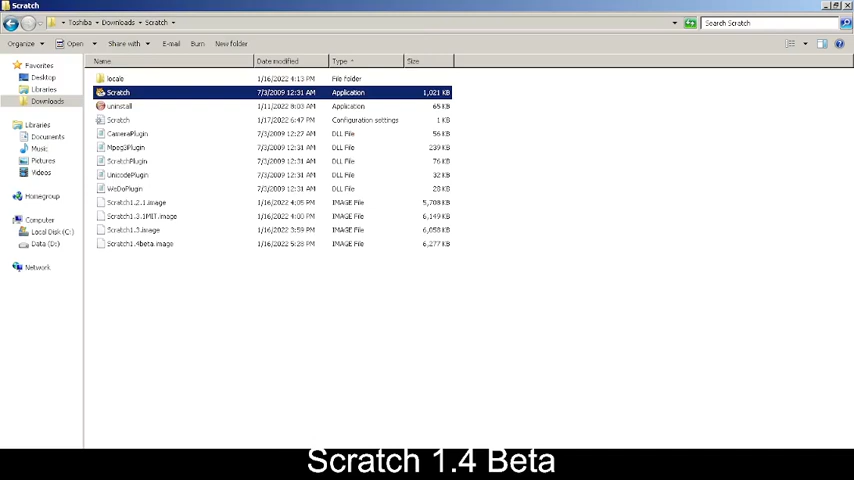 Scratch
Toshiba Downloads Scratch
Search Scratch
Organize Open Share with E-mail Burn New folder
Name Date modified Type Size
Favorites
Desktop
Libraries
Downloads
Libraries
Documents
Music
Pictures
Videos
Homegroup
Computer
Local Disk (C:)
Data (D:)
Network
locale 1/16/2022 4:13 PM File folder
Scratch 7/3/2009 12:31 AM Application 1,021 KB
uninstall 1/11/2022 8:03 AM Application 65 KB
Scratch 1/17/2022 6:47 PM Configuration settings 1 KB
CameraPlugin 7/3/2009 12:27 AM DLL File 56 KB
Mpeg3Plugin 7/3/2009 12:31 AM DLL File 239 KB
ScratchPlugin 7/3/2009 12:31 AM DLL File 76 KB
UnicodePlugin 7/3/2009 12:31 AM DLL File 32 KB
WeDoPlugin 7/3/2009 12:31 AM DLL File 28 KB
Scratch1.2.1.image 1/16/2022 4:05 PM IMAGE File 5,708 KB
Scratch1.3.1MIT.image 1/16/2022 4:00 PM IMAGE File 6,149 KB
Scratch1.3.image 1/16/2022 3:59 PM IMAGE File 6,058 KB
Scratch1.4beta.image 1/16/2022 5:28 PM IMAGE File 6,277 KB
Scratch 1.4 Beta